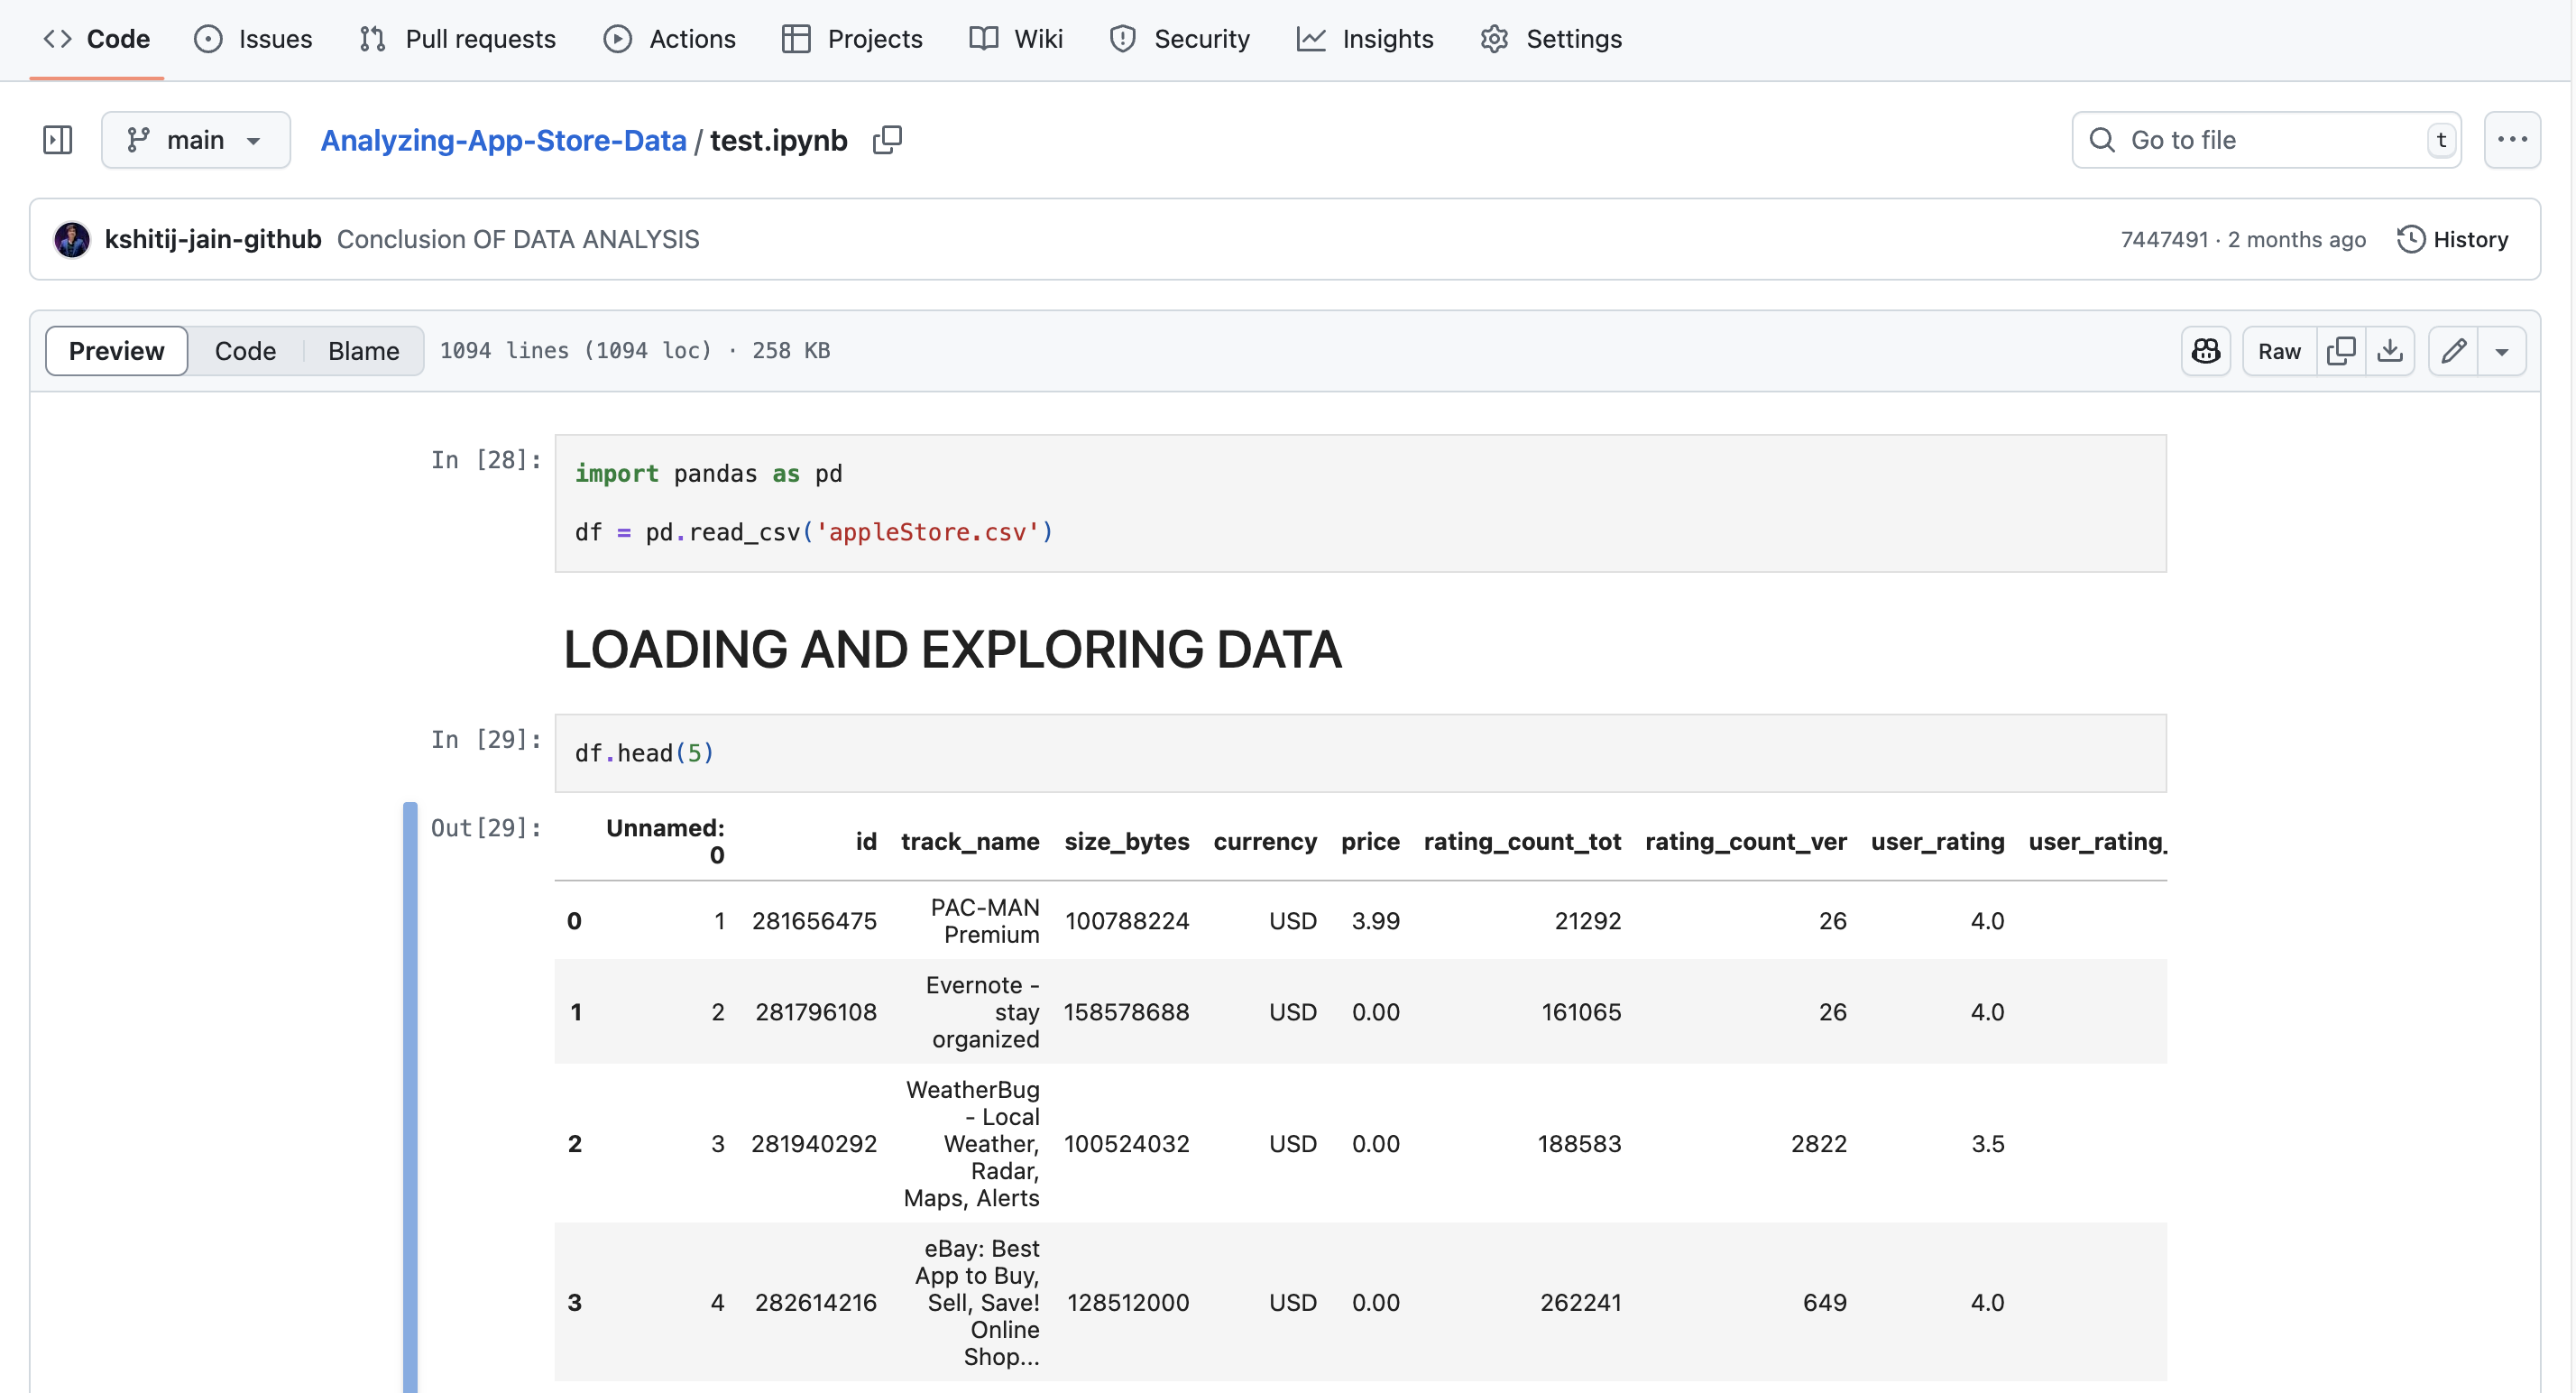 Code Issues Pull requests Actions Projects Wiki Security Insights Settings
main Analyzing-App-Store-Data / test.ipynb Go to file t
kshitij-jain-github Conclusion OF DATA ANALYSIS 7447491 · 2 months ago History
Preview Code Blame 1094 lines (1094 loc) · 258 KB Raw
In [28]:
import pandas as pd
df = pd.read_csv('appleStore.csv')
LOADING AND EXPLORING DATA
In [29]:
df.head(5)
Out[29]:
Unnamed: 0 id track_name size_bytes currency price rating_count_tot rating_count_ver user_rating user_rating_
0 1 281656475 PAC-MAN Premium 100788224 USD 3.99 21292 26 4.0
1 2 281796108 Evernote - stay organized 158578688 USD 0.00 161065 26 4.0
2 3 281940292 WeatherBug - Local Weather, Radar, Maps, Alerts 100524032 USD 0.00 188583 2822 3.5
3 4 282614216 eBay: Best App to Buy, Sell, Save! Online Shop... 128512000 USD 0.00 262241 649 4.0